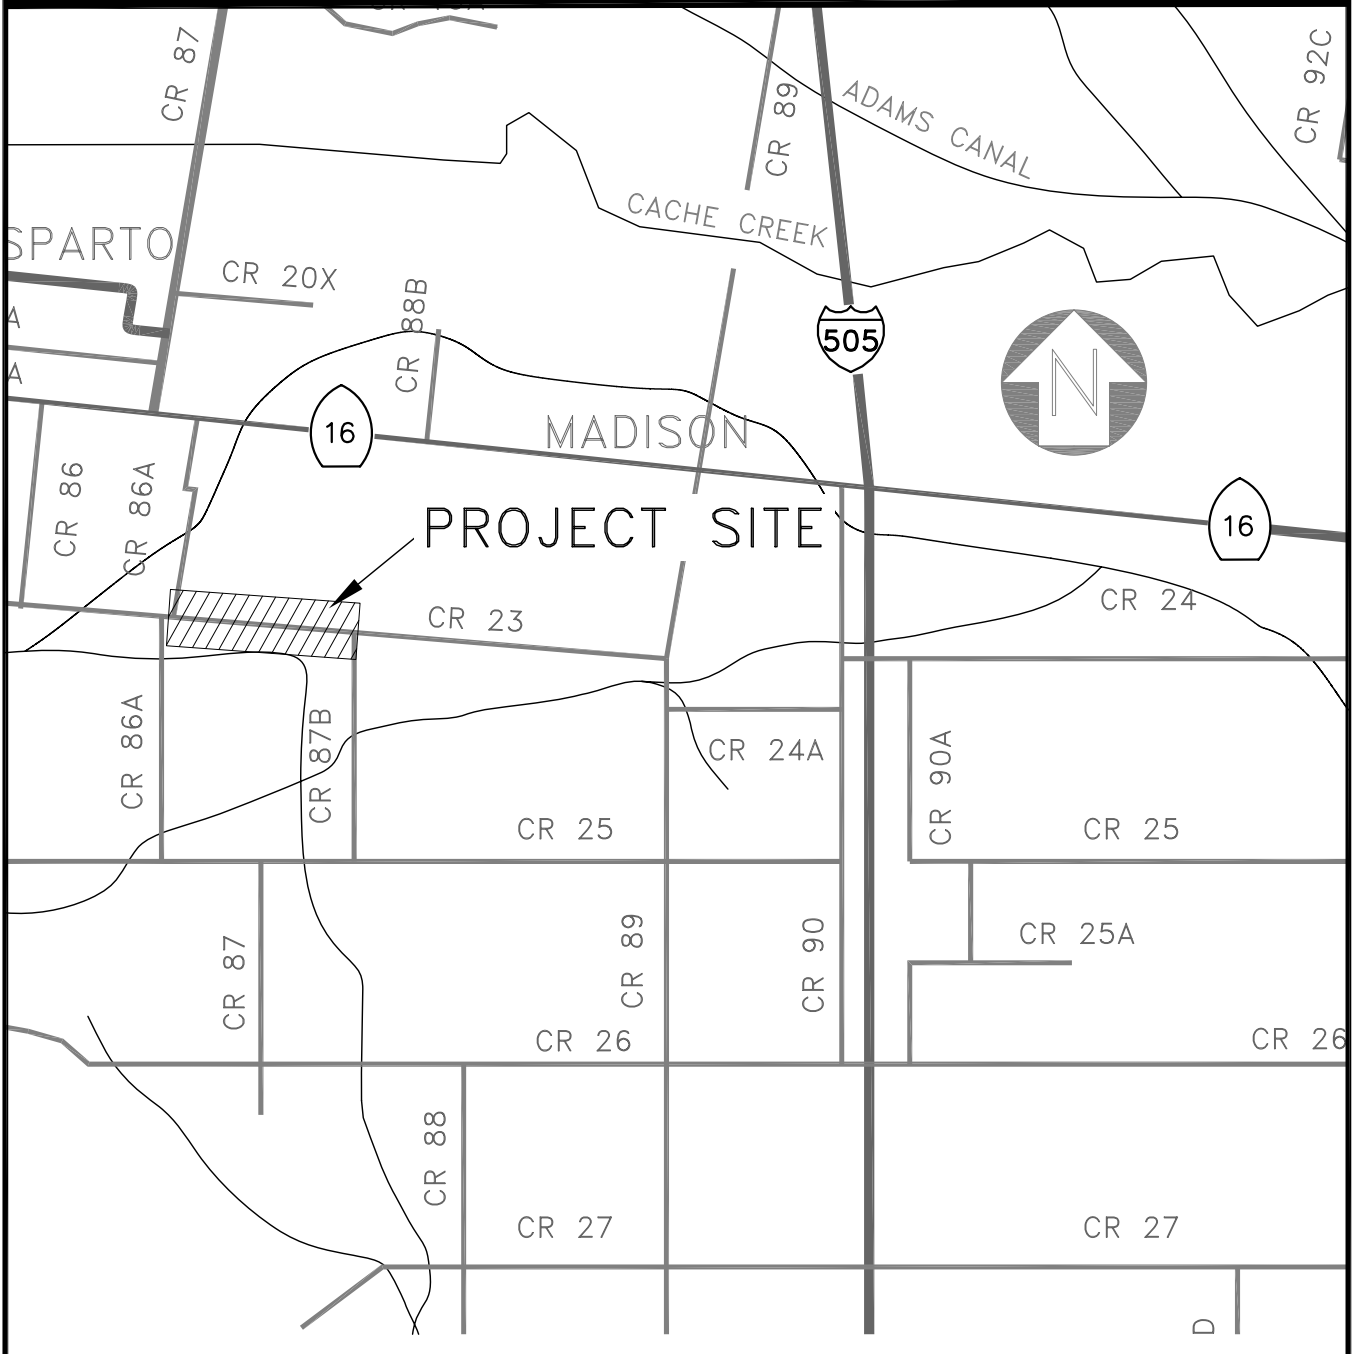 CR 87
CR 92C
CR 89
ADAMS CANAL
CACHE CREEK
SPARTO
CR 20X
CR 88B
505
N
A
A
16
MADISON
CR 86
CR 86A
PROJECT SITE
16
CR 24
CR 23
CR 86A
CR 87B
CR 24A
CR 90A
CR 25
CR 25
CR 87
CR 89
CR 90
CR 25A
CR 26
CR 26
CR 88
CR 27
CR 27
D